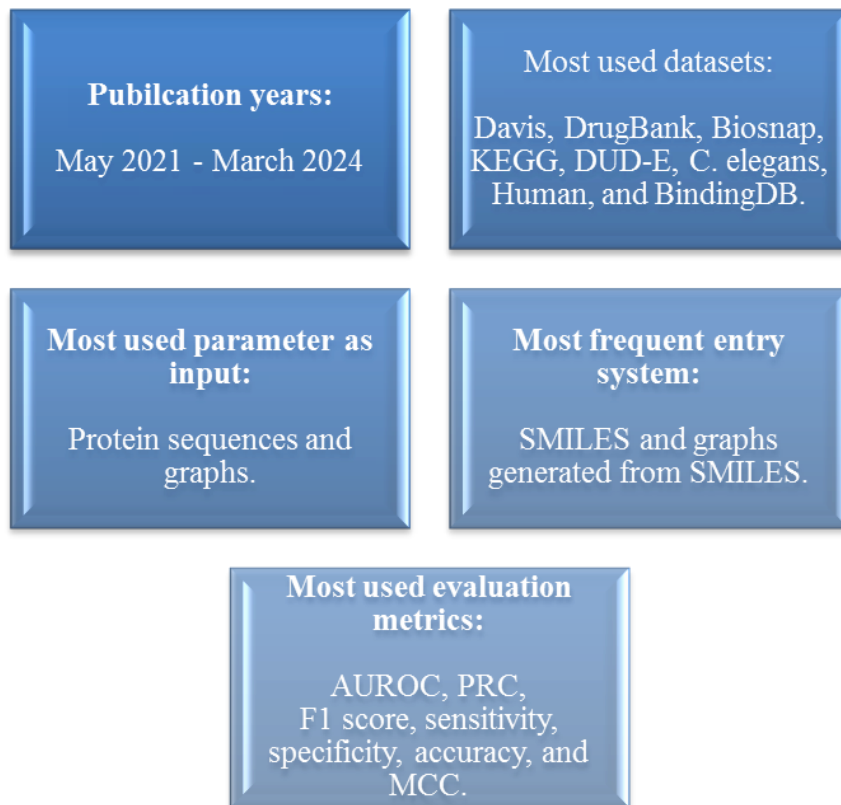 Pubilcation years:
May 2021 - March 2024
Most used datasets:
Davis, DrugBank, Biosnap,
KEGG, DUD-E, C. elegans,
Human, and BindingDB.
Most used parameter as
input:
Protein sequences and
graphs.
Most frequent entry
system:
SMILES and graphs
generated from SMILES.
Most used evaluation
metrics:
AUROC, PRC,
F1 score, sensitivity,
specificity, accuracy, and
MCC.